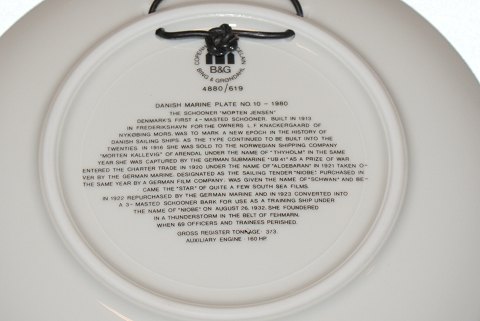 COPENHAGEN PORCELAIN
B&G
BING & GRØNDAHL
4680/619
DANISH MARINE PLATE NO.10 - 1980
THE SCHOONER "MORTEN JENSEN"
DENMARK'S FIRST 4-MASTED SCHOONER. BUILT IN 1913
IN FREDERIKSHAVN FOR THE OWNERS L.F KNACKERGAARD OF
NYKØBING MORS. WAS TO MARK A NEW EPOCH IN THE HISTORY OF
DANISH SAILING SHIPS AS THE TYPE CONTINUED TO BE BUILT INTO THE
TWENTIES IN 1916 SHE WAS SOLD TO THE NORWEGIAN SHIPPING COMPANY
"MORTEN KALLEVIG" OF ARENDAL UNDER THE NAME OF "THYHOLM" IN THE SAME
YEAR SHE WAS CAPTURED BY THE GERMAN SUBMARINE "UB 41" AS A PRIZE OF WAR
ENTERED THE CHARTER TRADE IN 1920 UNDER THE NAME OF "ALDEBARAN" IN 1921 TAKEN O-
VER BY THE GERMAN MARINE. DESIGNATED AS THE SAILING TENDER "NIOBE". PURCHASED IN
THE SAME YEAR BY A GERMAN FILM COMPANY. WAS GIVEN THE NAME OF "SCHWAN" AND BE-
CAME THE "STAR" OF QUITE A FEW SOUTH SEA FILMS.
IN 1922 REPURCHASED BY THE GERMAN MARINE AND IN 1923 CONVERTED INTO
A 3- MASTED SCHOONER BARK FOR USE AS A TRAINING SHIP UNDER
THE NAME OF "NIOBE" ON AUGUST 26, 1932, SHE FOUNDERED
IN A THUNDERSTORM IN THE BELT OF FEHMARN.
WHEN 69 OFFICERS AND TRAINEES PERISHED.
GROSS REGISTER TONNAGE: 373.
AUXILIARY ENGINE: 160 HP